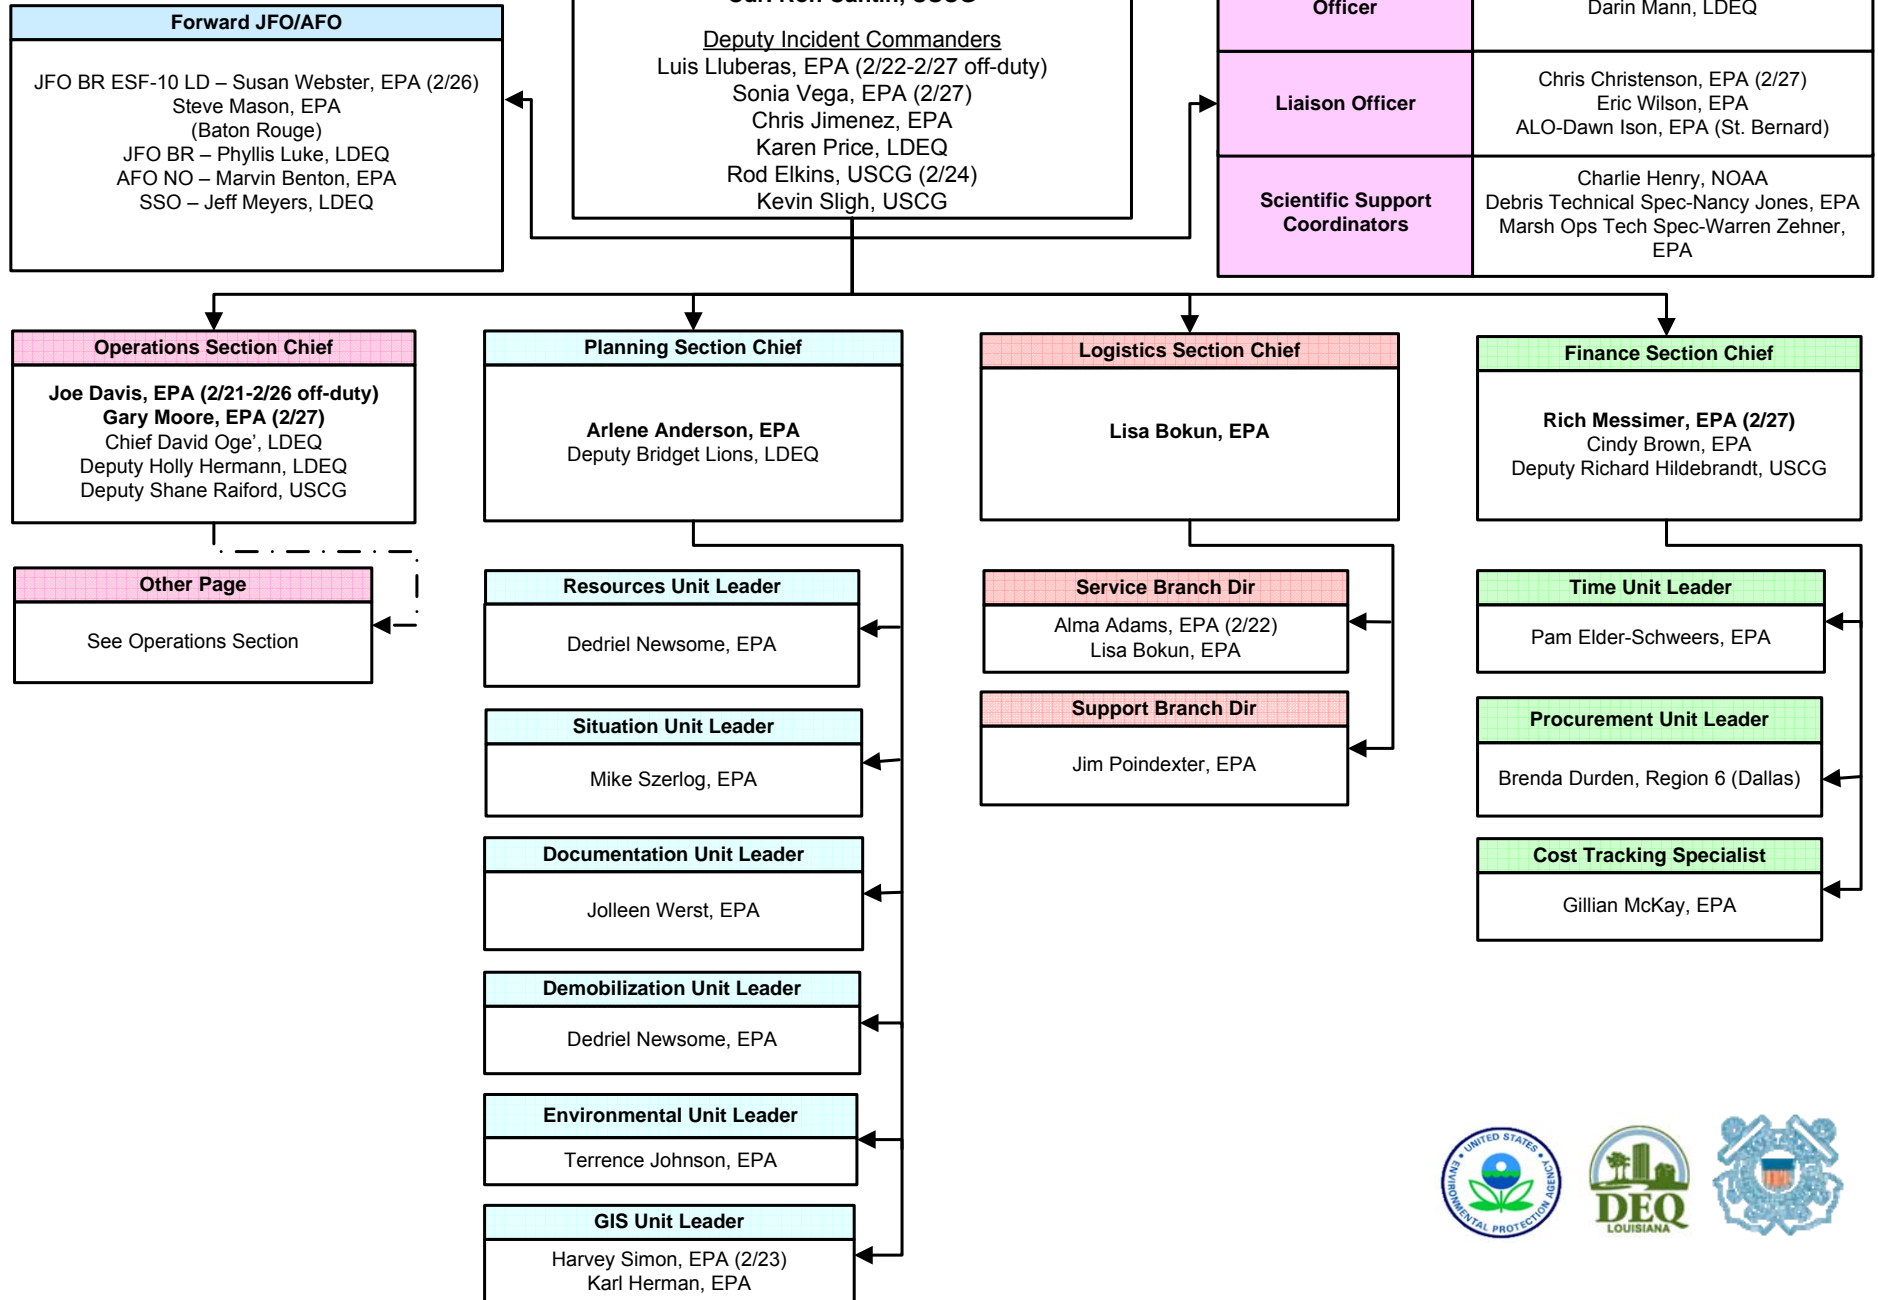 Forward JFO/AFO
JFO BR ESF-10 LD – Susan Webster, EPA (2/26)
Steve Mason, EPA
(Baton Rouge)
JFO BR – Phyllis Luke, LDEQ
AFO NO – Marvin Benton, EPA
SSO – Jeff Meyers, LDEQ
Deputy Incident Commanders
Luis Lluberas, EPA (2/22-2/27 off-duty)
Sonia Vega, EPA (2/27)
Chris Jimenez, EPA
Karen Price, LDEQ
Rod Elkins, USCG (2/24)
Kevin Sligh, USCG
Officer
Darin Mann, LDEQ
Liaison Officer
Chris Christenson, EPA (2/27)
Eric Wilson, EPA
ALO-Dawn Ison, EPA (St. Bernard)
Scientific Support
Coordinators
Charlie Henry, NOAA
Debris Technical Spec-Nancy Jones, EPA
Marsh Ops Tech Spec-Warren Zehner,
EPA
Operations Section Chief
Joe Davis, EPA (2/21-2/26 off-duty)
Gary Moore, EPA (2/27)
Chief David Oge’, LDEQ
Deputy Holly Hermann, LDEQ
Deputy Shane Raiford, USCG
Other Page
See Operations Section
Planning Section Chief
Arlene Anderson, EPA
Deputy Bridget Lions, LDEQ
Resources Unit Leader
Dedriel Newsome, EPA
Situation Unit Leader
Mike Szerlog, EPA
Documentation Unit Leader
Jolleen Werst, EPA
Demobilization Unit Leader
Dedriel Newsome, EPA
Environmental Unit Leader
Terrence Johnson, EPA
GIS Unit Leader
Harvey Simon, EPA (2/23)
Karl Herman, EPA
Logistics Section Chief
Lisa Bokun, EPA
Service Branch Dir
Alma Adams, EPA (2/22)
Lisa Bokun, EPA
Support Branch Dir
Jim Poindexter, EPA
Finance Section Chief
Rich Messimer, EPA (2/27)
Cindy Brown, EPA
Deputy Richard Hildebrandt, USCG
Time Unit Leader
Pam Elder-Schweers, EPA
Procurement Unit Leader
Brenda Durden, Region 6 (Dallas)
Cost Tracking Specialist
Gillian McKay, EPA
UNITED STATES
ENVIRONMENTAL PROTECTION AGENCY
DEQ
LOUISIANA